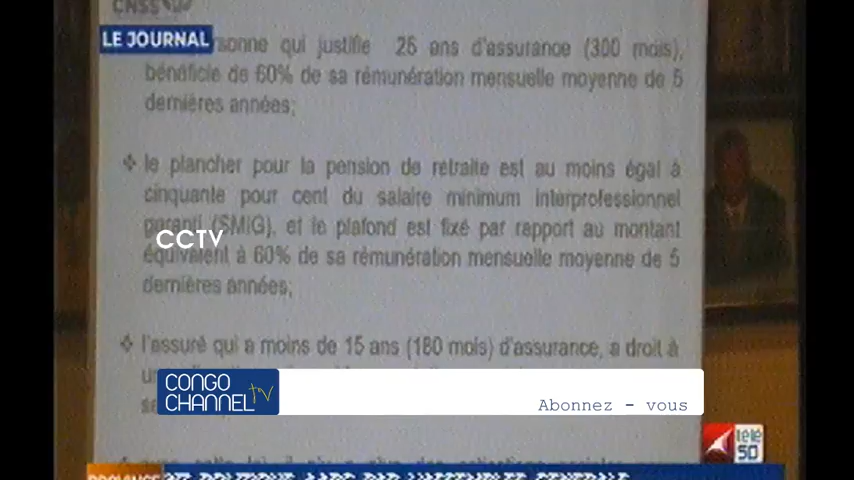 CNSS
LE JOURNAL
sonne qui justifie 25 ans d'assurance (300 mois),
bénéficie de 60% de sa rémunération mensuelle moyenne de 5
dernières années;
❖ le plancher pour la pension de retraite est au moins égal à
cinquante pour cent du salaire minimum interprofessionnel
garanti (SMIG), et le plafond est fixé par rapport au montant
CCTV
équivalent à 60% de sa rémunération mensuelle moyenne de 5
dernières années;
❖ l'assuré qui a moins de 15 ans (180 mois) d'assurance, a droit à
CONGO
CHANNEL TV
Abonnez - vous
télé
50
PROVINCE